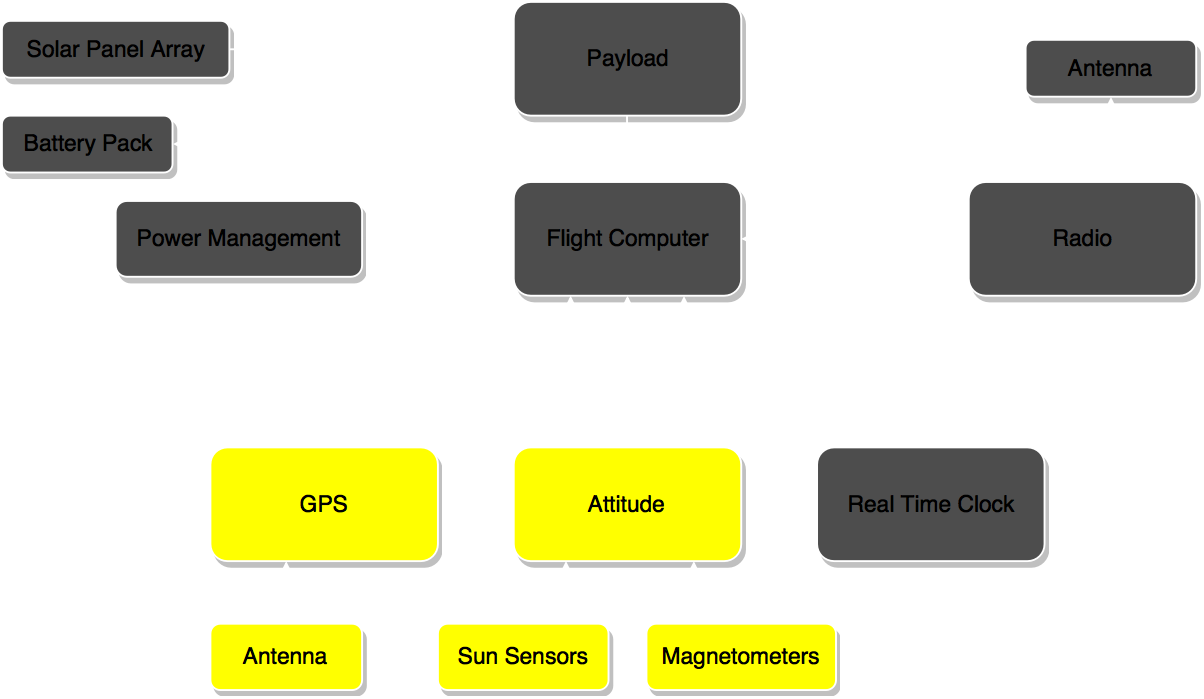 Solar Panel Array
Payload
Antenna
Battery Pack
Power Management
Flight Computer
Radio
GPS
Attitude
Real Time Clock
Antenna
Sun Sensors
Magnetometers